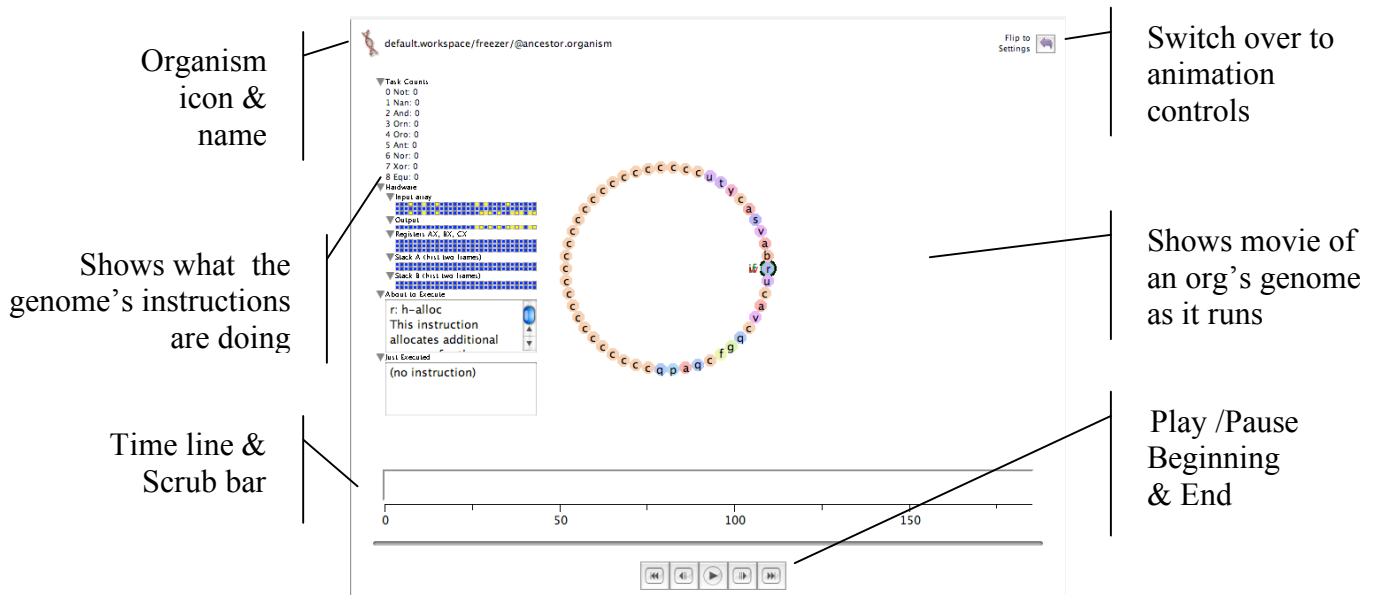 Organism
icon &
name
Shows what the
genome's instructions
are doing
Time line &
Scrub bar
default.workspace/freezer/@ancestor.organism
Flip to
Settings
Task Counts
0 Not: 0
1 Nan: 0
2 And: 0
3 Orn: 0
4 Oro: 0
5 Ant: 0
6 Nor: 0
7 Xor: 0
8 Equ: 0
Hardware
Input array
Output
Registers AX, BX, CX
Stack A (first two frames)
Stack B (first two frames)
About to Execute
r: h-alloc
This instruction
allocates additional
Just Executed
(no instruction)
r u c a v c q g f c q a p q c c c c c c c c c c c c c c c c c c c c c c c c c c c c c c c c c c c c u t y c a s v a b
0 50 100 150
Switch over to
animation
controls
Shows movie of
an org's genome
as it runs
Play /Pause
Beginning
& End